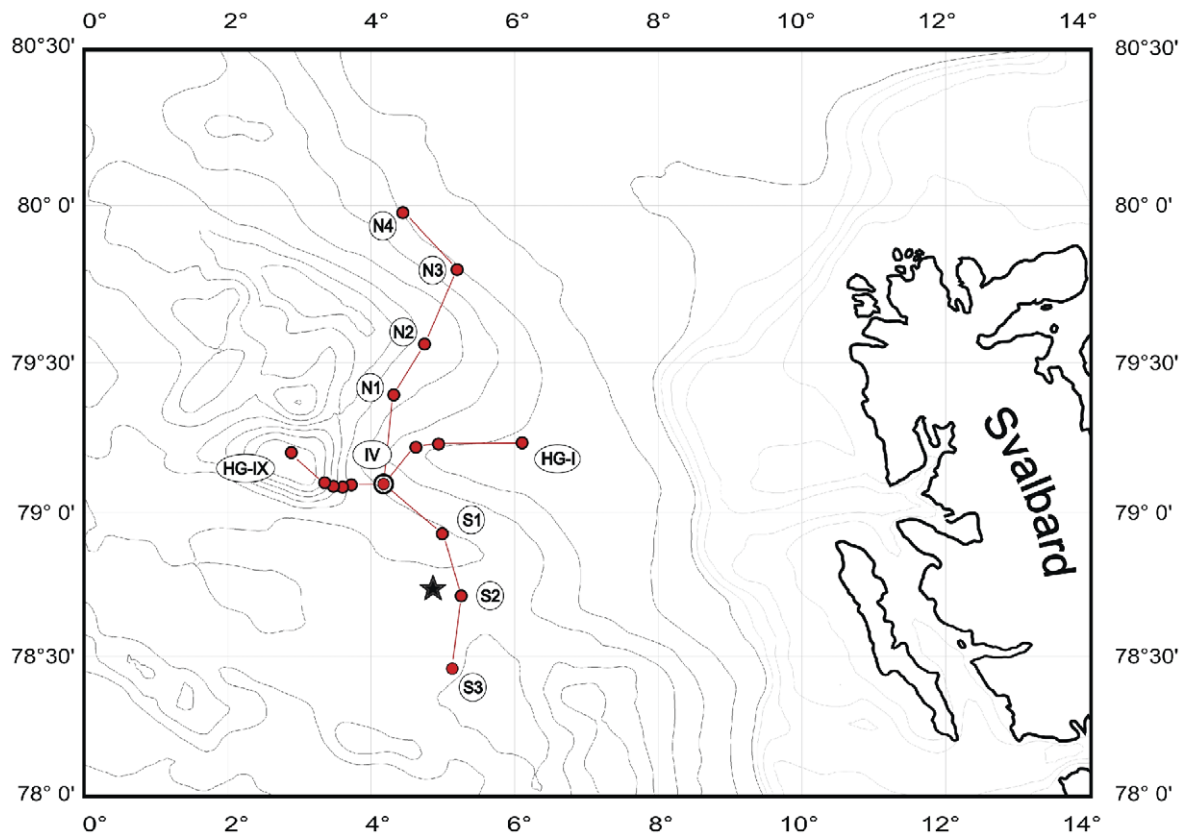 0° 2° 4° 6° 8° 10° 12° 14°
80°30' 80°30'
80° 0' 80° 0'
N4
N3
N2
79°30' 79°30'
N1
IV
HG-IX HG-I
Svalbard
79° 0' 79° 0'
S1
S2
78°30' 78°30'
S3
78° 0' 78° 0'
0° 2° 4° 6° 8° 10° 12° 14°